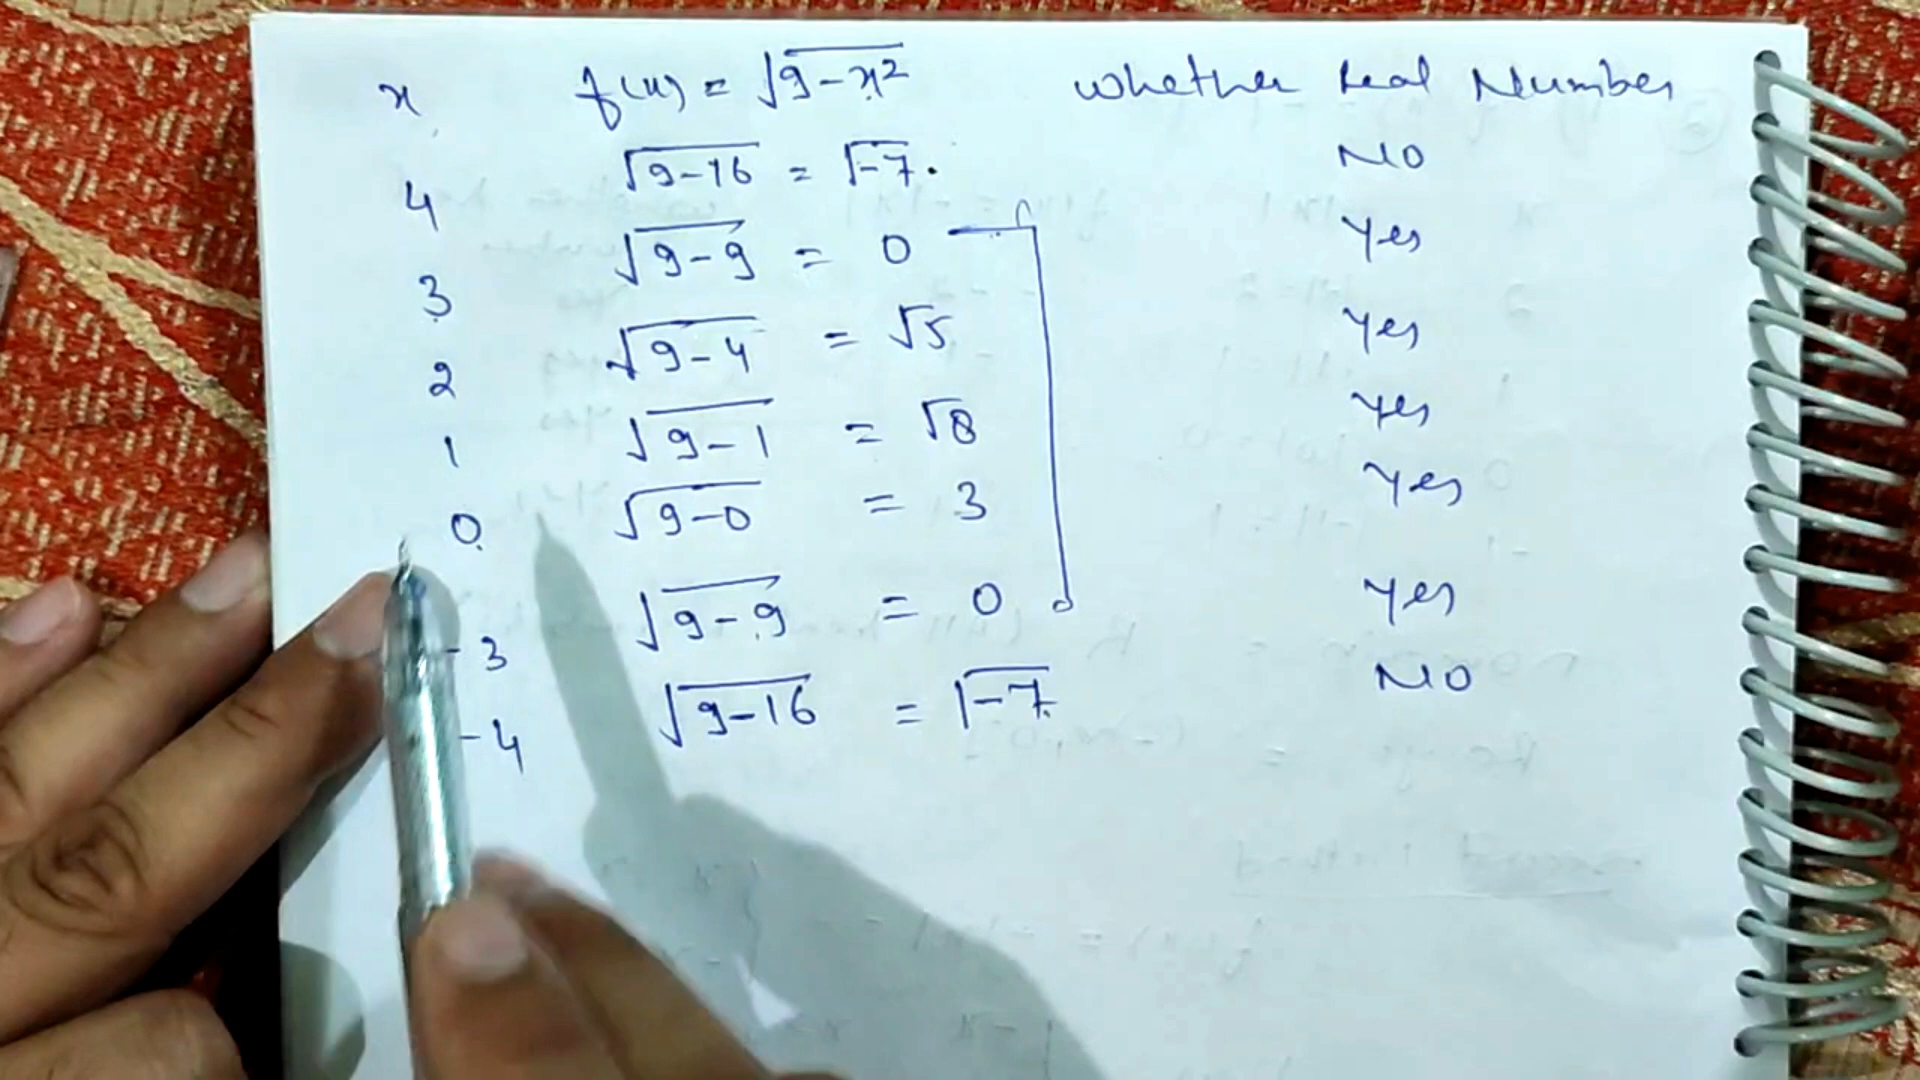 x f(x) = √9-x² whether real Number
4 √9-16 = √-7. NO
3 √9-9 = 0 Yes
2 √9-4 = √5 Yes
1 √9-1 = √8 Yes
0 √9-0 = 3 Yes
-3 √9-9 = 0 Yes
-4 √9-16 = √-7 NO